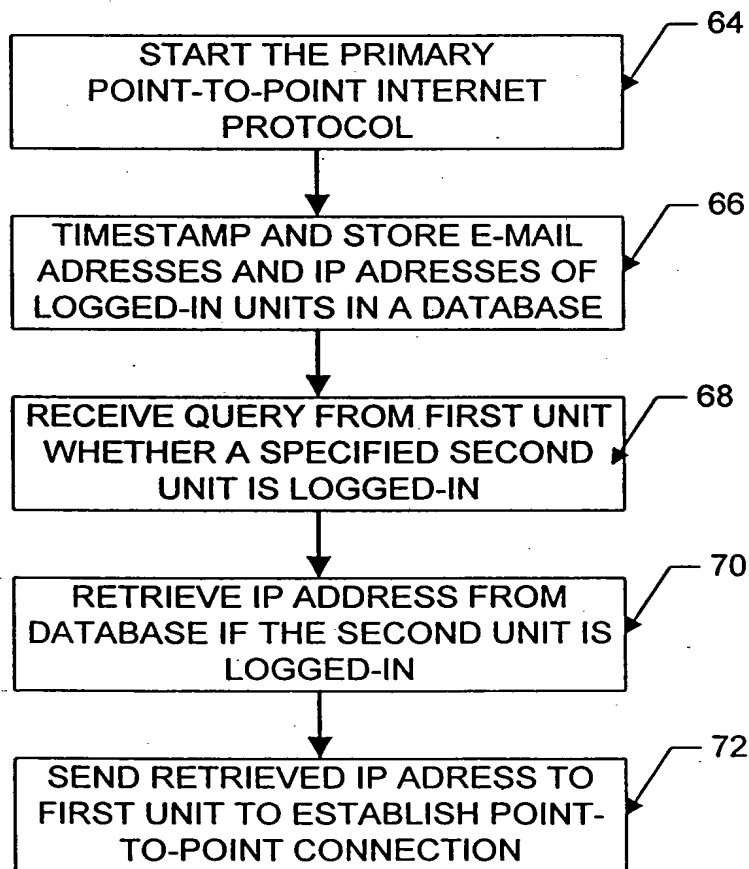 64
START THE PRIMARY
POINT-TO-POINT INTERNET
PROTOCOL
66
TIMESTAMP AND STORE E-MAIL
ADRESSES AND IP ADRESSES OF
LOGGED-IN UNITS IN A DATABASE
68
RECEIVE QUERY FROM FIRST UNIT
WHETHER A SPECIFIED SECOND
UNIT IS LOGGED-IN
70
RETRIEVE IP ADDRESS FROM
DATABASE IF THE SECOND UNIT IS
LOGGED-IN
72
SEND RETRIEVED IP ADRESS TO
FIRST UNIT TO ESTABLISH POINT-
TO-POINT CONNECTION